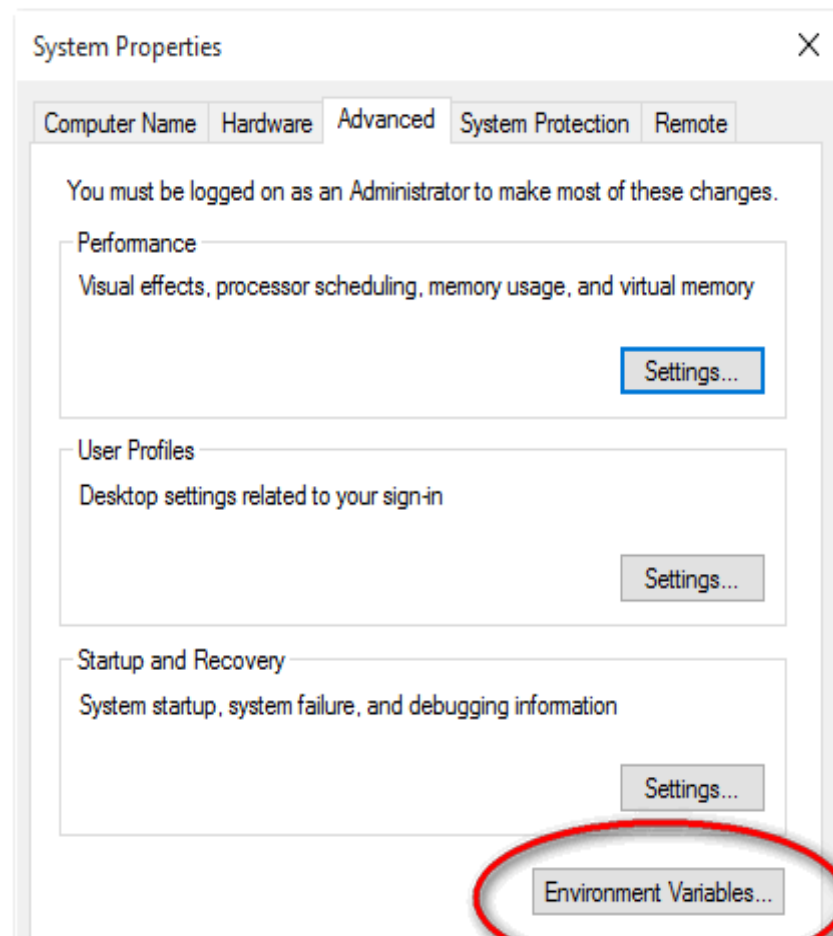 System Properties
Computer Name Hardware Advanced System Protection Remote
You must be logged on as an Administrator to make most of these changes.
Performance
Visual effects, processor scheduling, memory usage, and virtual memory
Settings...
User Profiles
Desktop settings related to your sign-in
Settings...
Startup and Recovery
System startup, system failure, and debugging information
Settings...
Environment Variables...